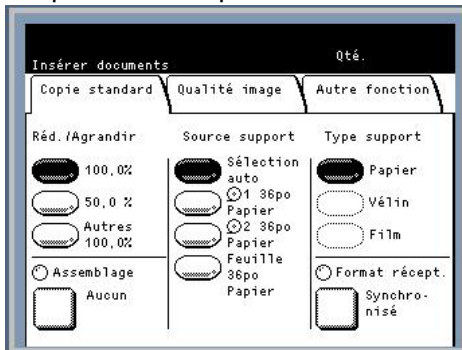 Insérer documents
Qté.
Copie standard
Qualité image
Autre fonction
Réd./Agrandir
100,0%
50,0 %
Autres
100,0%
Assemblage
Aucun
Source support
Sélection
auto
1 36po
Papier
2 36po
Papier
Feuille
36po
Papier
Type support
Papier
Vélin
Film
Format récept.
Synchro-
nisé